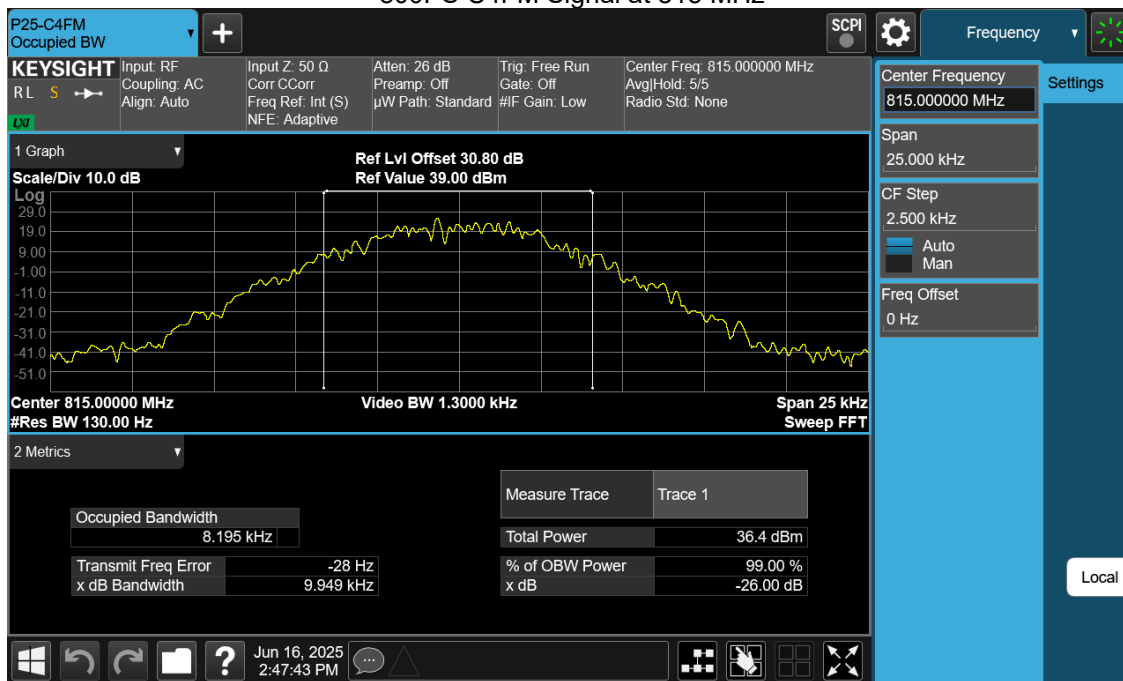 P25-C4FM
Occupied BW
+
SCPI
Frequency
KEYSIGHT
RL S
LXI
Input: RF
Coupling: AC
Align: Auto
Input Z: 50 Ω
Corr CCorr
Freq Ref: Int (S)
NFE: Adaptive
Atten: 26 dB
Preamp: Off
µW Path: Standard
Trig: Free Run
Gate: Off
#IF Gain: Low
Center Freq: 815.000000 MHz
Avg|Hold: 5/5
Radio Std: None
Center Frequency
815.000000 MHz
Settings
Span
25.000 kHz
CF Step
2.500 kHz
Auto
Man
Freq Offset
0 Hz
1 Graph
Scale/Div 10.0 dB
Ref Lvl Offset 30.80 dB
Ref Value 39.00 dBm
Log
29.0
19.0
9.00
-1.00
-11.0
-21.0
-31.0
-41.0
-51.0
Center 815.00000 MHz
#Res BW 130.00 Hz
Video BW 1.3000 kHz
Span 25 kHz
Sweep FFT
2 Metrics
Occupied Bandwidth
8.195 kHz
Transmit Freq Error -28 Hz
x dB Bandwidth 9.949 kHz
Measure Trace Trace 1
Total Power 36.4 dBm
% of OBW Power 99.00 %
x dB -26.00 dB
Local
?
Jun 16, 2025
2:47:43 PM